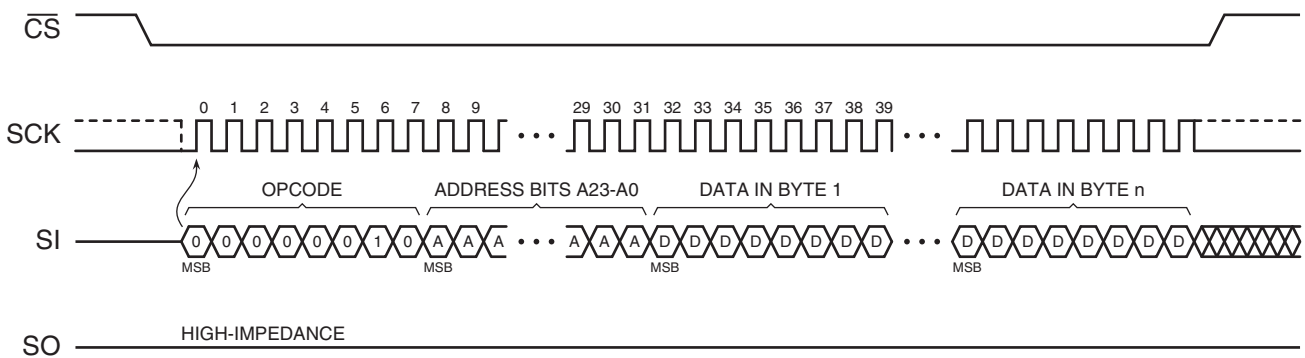 CS
0 1 2 3 4 5 6 7 8 9 29 30 31 32 33 34 35 36 37 38 39
SCK
OPCODE ADDRESS BITS A23-A0 DATA IN BYTE 1 DATA IN BYTE n
SI 0 0 0 0 0 0 1 0 A A A A A A D D D D D D D D D D D D D D D D
MSB MSB MSB MSB
HIGH-IMPEDANCE
SO